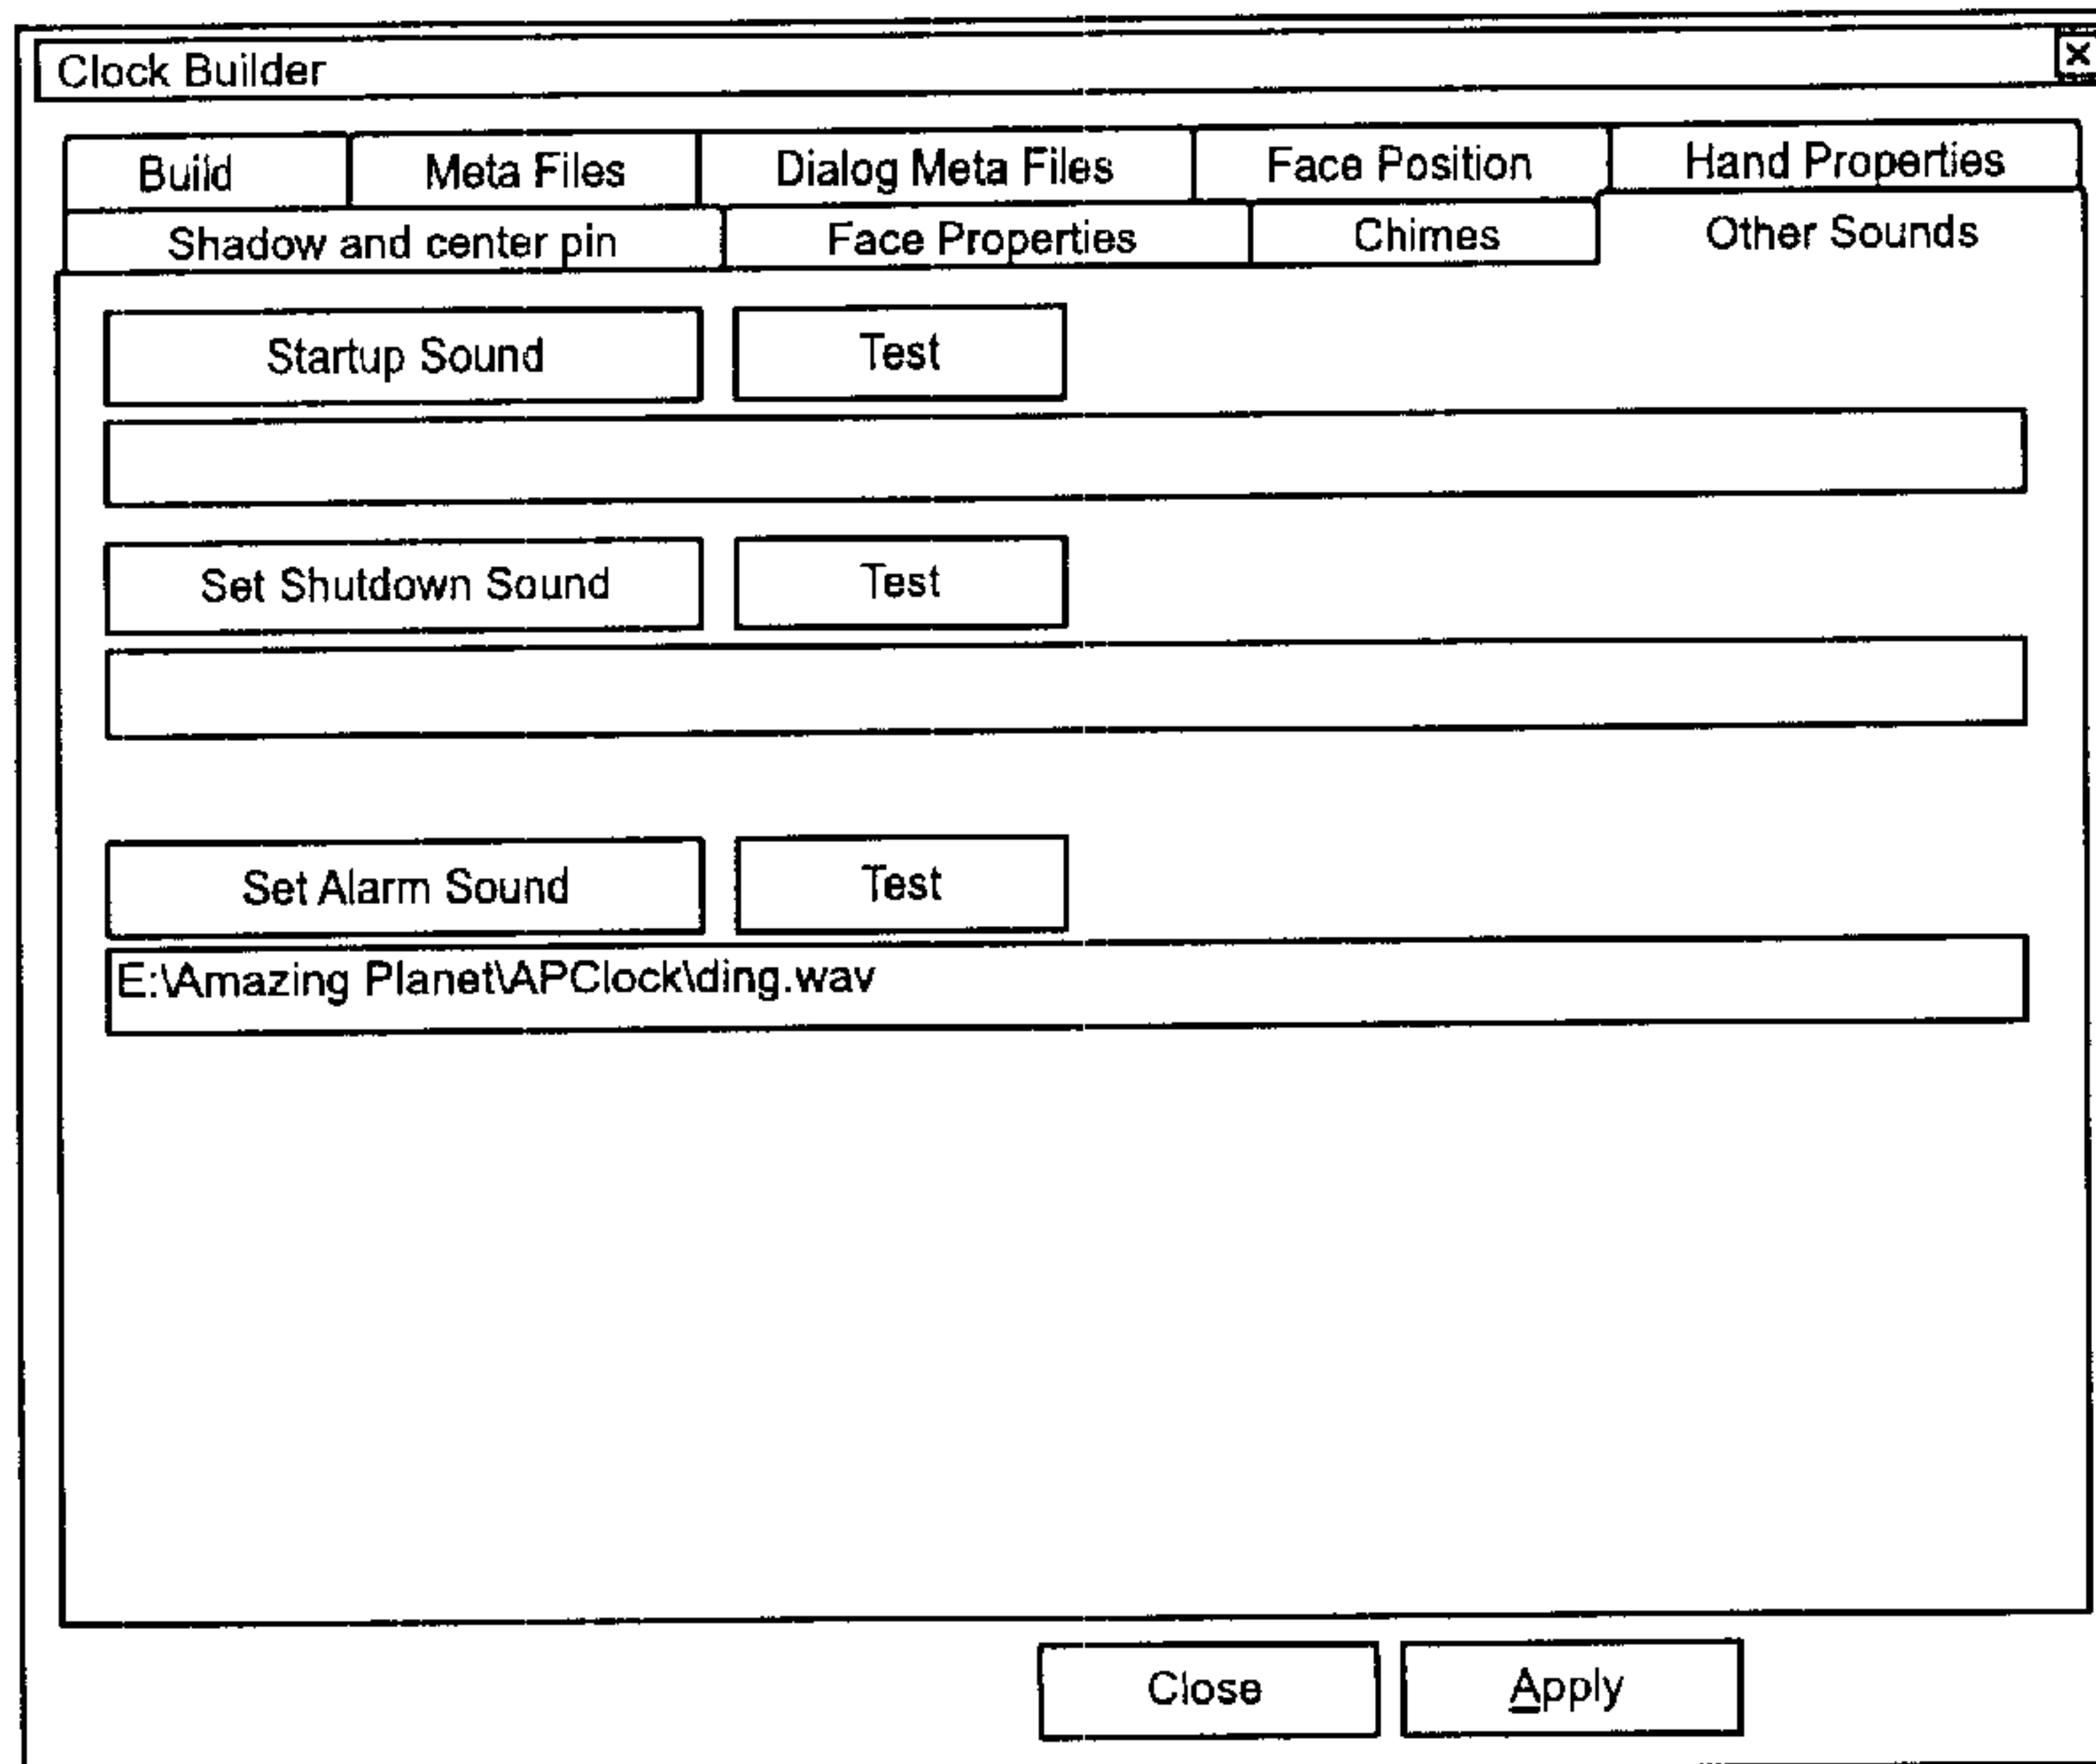 Clock Builder X
Build Meta Files Dialog Meta Files Face Position Hand Properties
Shadow and center pin Face Properties Chimes Other Sounds
Startup Sound Test
Set Shutdown Sound Test
Set Alarm Sound Test
E:\Amazing Planet\APClock\ding.wav
Close Apply